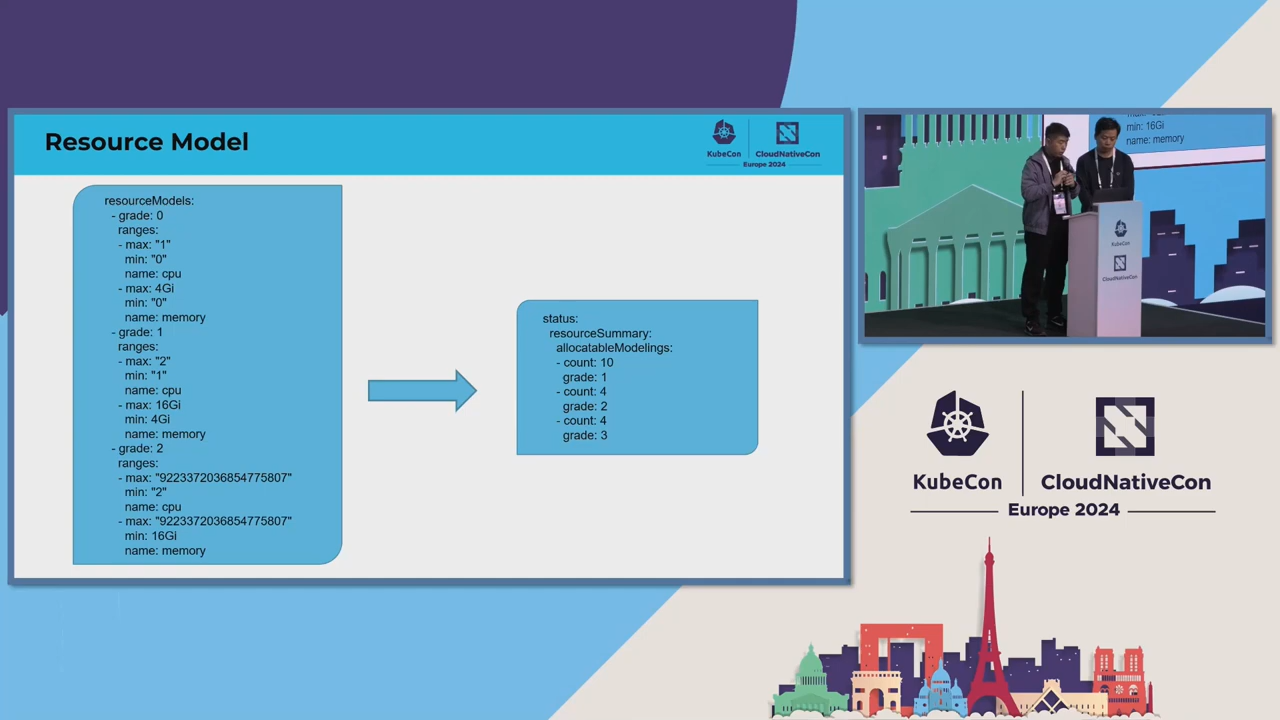 Resource Model
KubeCon
CloudNativeCon
Europe 2024
resourceModels:
- grade: 0
ranges:
- max: "1"
min: "0"
name: cpu
- max: 4Gi
min: "0"
name: memory
- grade: 1
ranges:
- max: "2"
min: "1"
name: cpu
- max: 16Gi
min: 4Gi
name: memory
- grade: 2
ranges:
- max: "9223372036854775807"
min: "2"
name: cpu
- max: "9223372036854775807"
min: 16Gi
name: memory
status:
resourceSummary:
allocatableModelings:
- count: 10
grade: 1
- count: 4
grade: 2
- count: 4
grade: 3
min: 16Gi
name: memory
KubeCon
CloudNativeCon
KubeCon
CloudNativeCon
Europe 2024